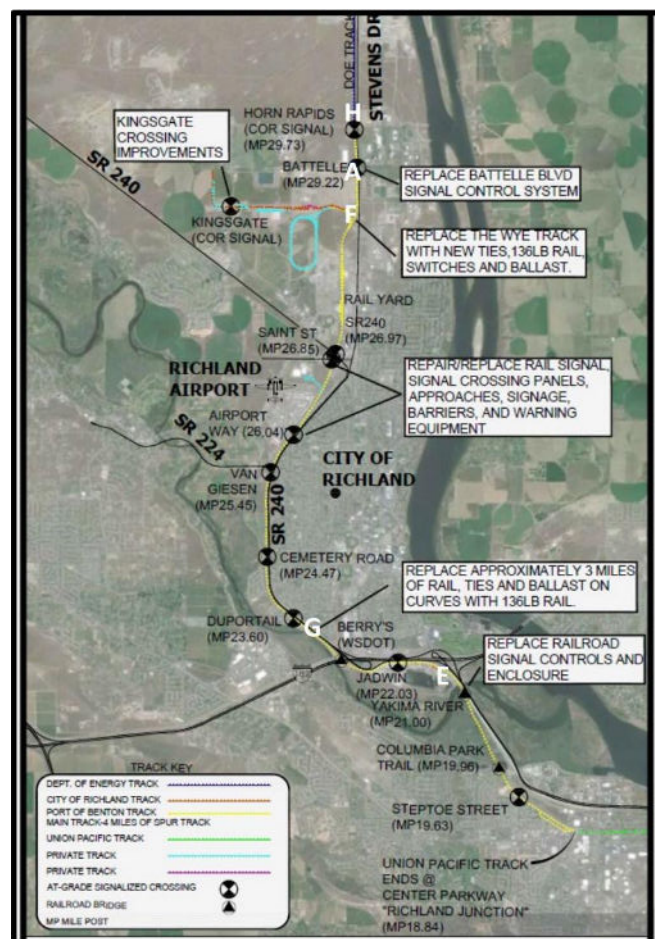 DOE TRACK
STEVENS DR
H
HORN RAPIDS
(COR SIGNAL)
(MP29.73)
KINGSGATE
CROSSING
IMPROVEMENTS
SR 240
BATTELLE
(MP29.22)
A
REPLACE BATTELLE BLVD
SIGNAL CONTROL SYSTEM
KINGSGATE
(COR SIGNAL)
F
REPLACE THE WYE TRACK
WITH NEW TIES,136LB RAIL,
SWITCHES AND BALLAST.
RAIL YARD
SR240
(MP26.97)
SAINT ST
(MP26.85)
RICHLAND
AIRPORT
REPAIR/REPLACE RAIL SIGNAL,
SIGNAL CROSSING PANELS,
APPROACHES, SIGNAGE,
BARRIERS, AND WARNING
EQUIPMENT
AIRPORT
WAY (26.04)
SR 224
VAN
GIESEN
(MP25.45)
CITY OF
RICHLAND
SR 240
CEMETERY ROAD
(MP24.47)
REPLACE APPROXIMATELY 3 MILES
OF RAIL, TIES AND BALLAST ON
CURVES WITH 136LB RAIL.
DUPORTAIL
(MP23.60)
G
BERRY'S
(WSDOT)
REPLACE RAILROAD
SIGNAL CONTROLS AND
ENCLOSURE
JADWIN
(MP22.03)
E
YAKIMA RIVER
(MP21.00)
COLUMBIA PARK
TRAIL (MP19.96)
STEPTOE STREET
(MP19.63)
UNION PACIFIC TRACK
ENDS @
CENTER PARKWAY
"RICHLAND JUNCTION"
(MP18.84)
TRACK KEY
DEPT. OF ENERGY TRACK
CITY OF RICHLAND TRACK
PORT OF BENTON TRACK
MAIN TRACK-4 MILES OF SPUR TRACK
UNION PACIFIC TRACK
PRIVATE TRACK
PRIVATE TRACK
AT-GRADE SIGNALIZED CROSSING
RAILROAD BRIDGE
MP MILE POST